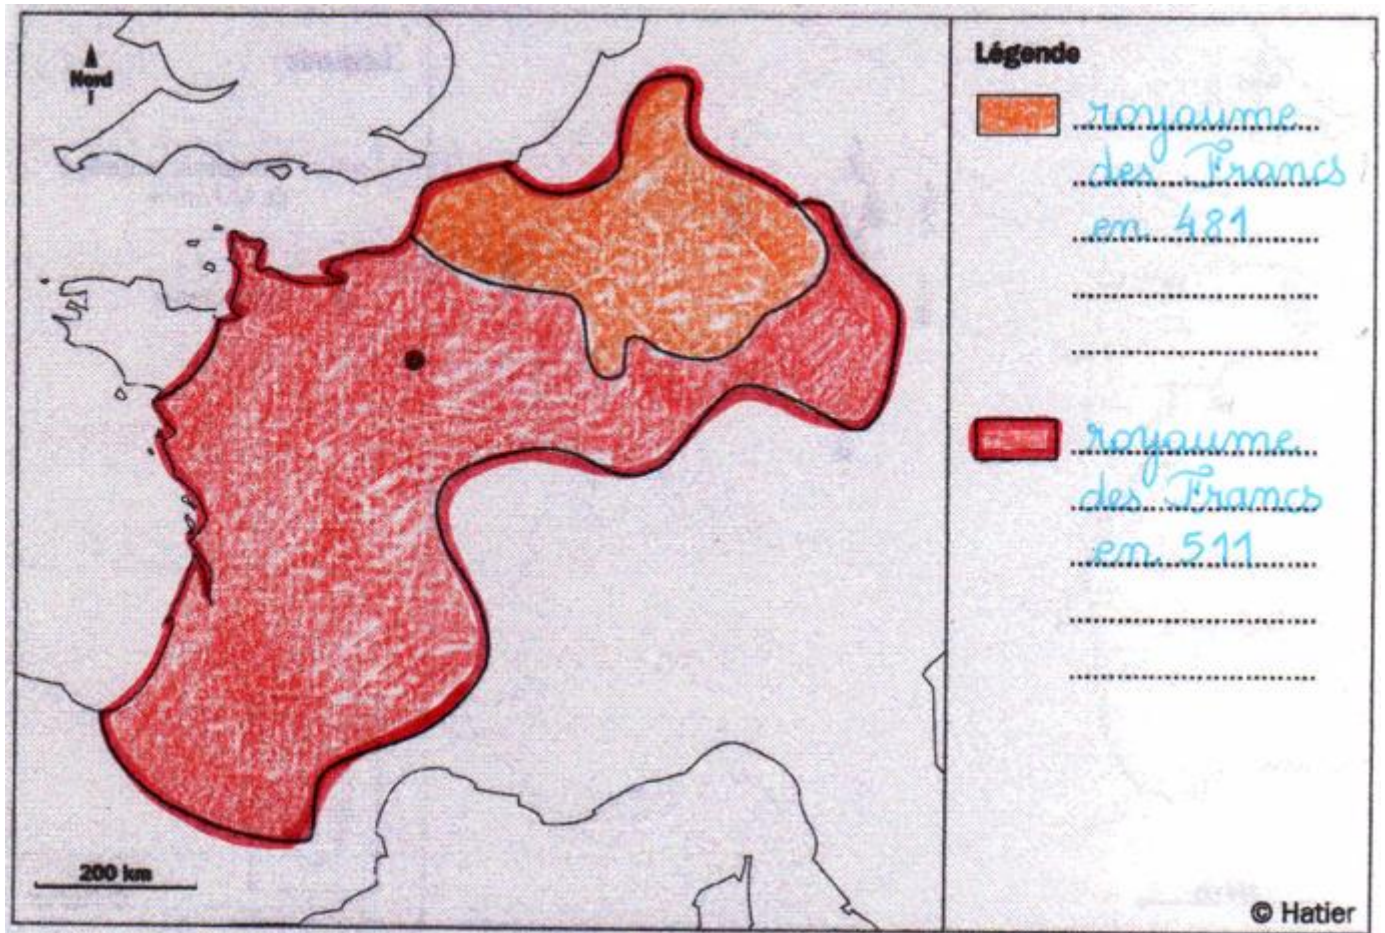 Nord
200 km
Légende
royaume
des Francs
en 481
royaume
des Francs
en 511
© Hatier